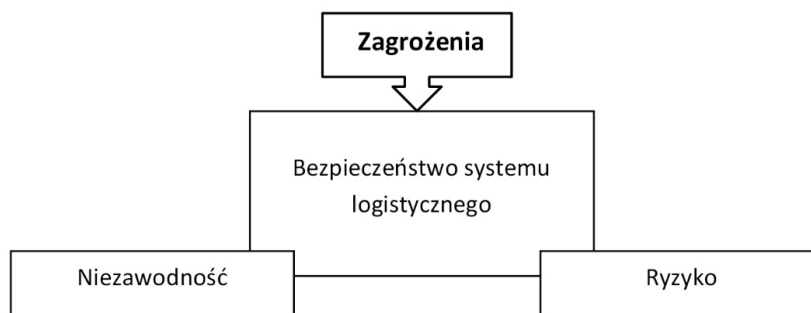 Zagrożenia
Bezpieczeństwo systemu
logistycznego
Niezawodność
Ryzyko